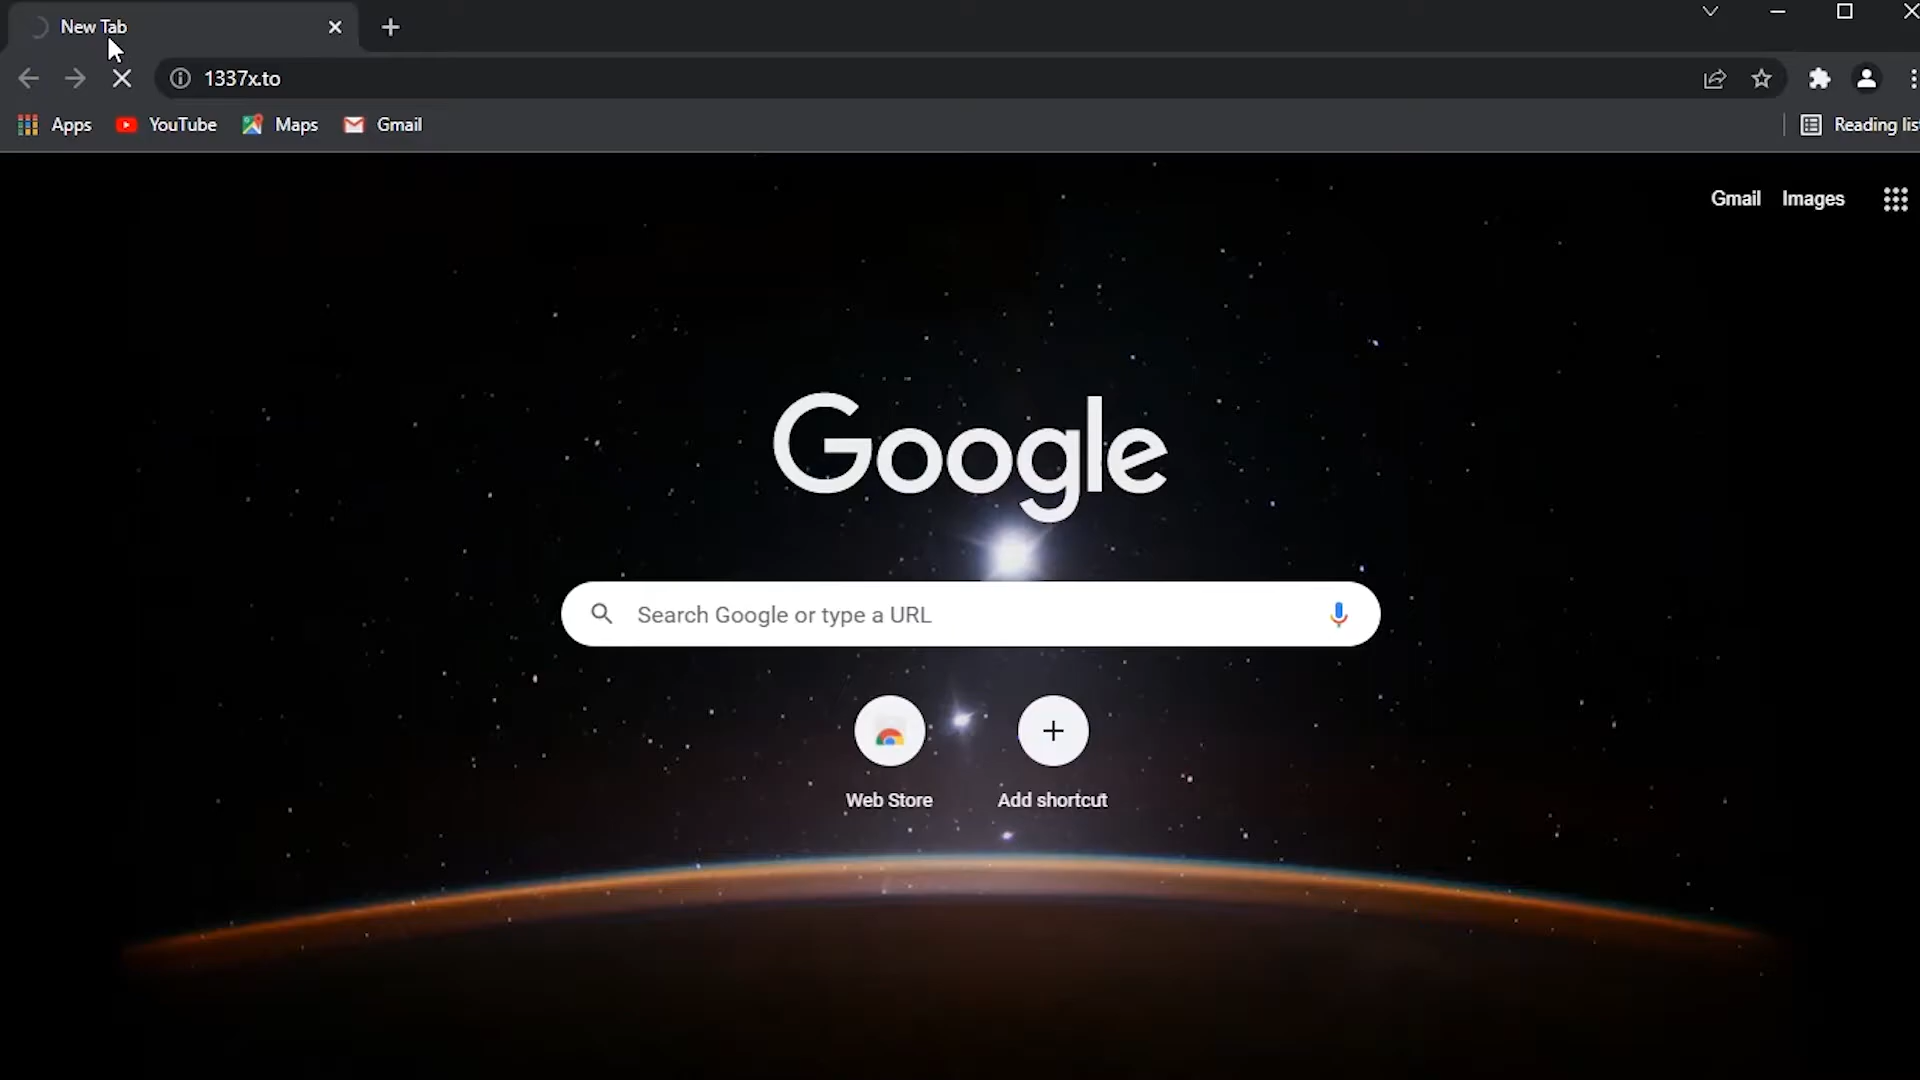 New Tab
1337x.to
Apps YouTube Maps Gmail Reading lis
Gmail Images
Google
Search Google or type a URL
Web Store Add shortcut